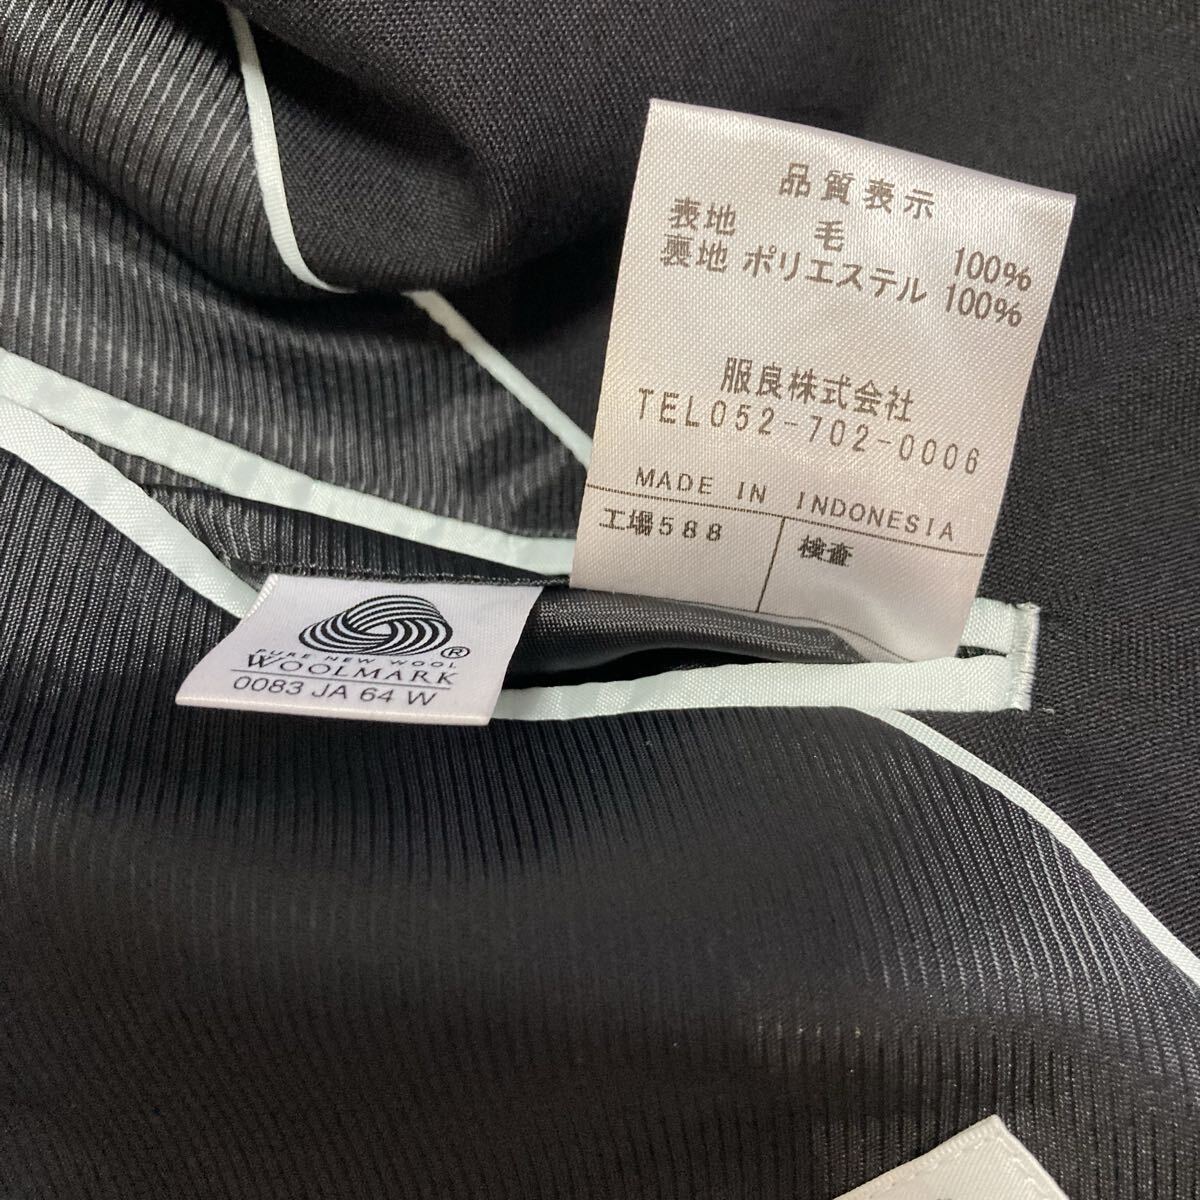 品質表示
表地 毛 100%
裏地 ポリエステル 100%
服良株式会社
TEL052-702-0006
MADE IN INDONESIA
工場588 検査
PURE NEW WOOL
WOOLMARK
0083 JA 64 W
®